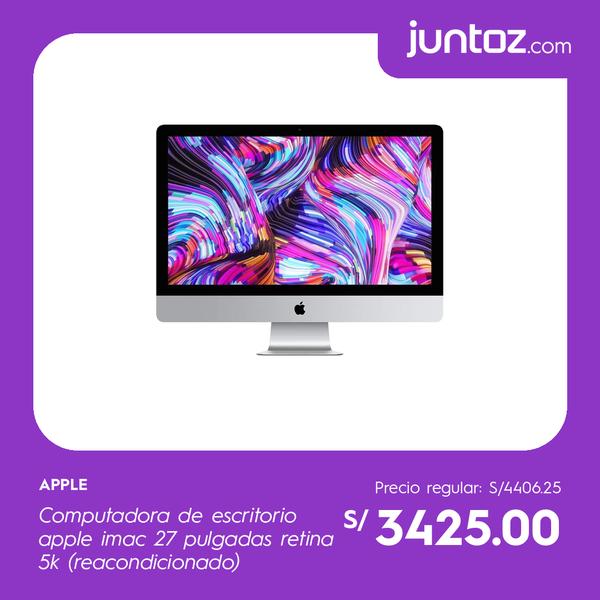 juntoz.com
APPLE
Computadora de escritorio
apple imac 27 pulgadas retina
5k (reacondicionado)
Precio regular: S/4406.25
S/ 3425.00